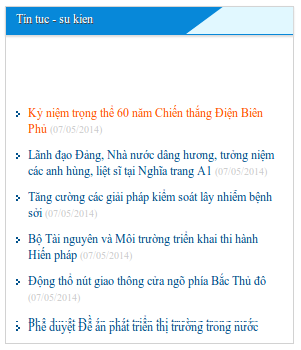 Tin tuc - su kien
Kỷ niệm trọng thể 60 năm Chiến thắng Điện Biên
Phủ (07/05/2014)
Lãnh đạo Đảng, Nhà nước dâng hương, tưởng niệm
các anh hùng, liệt sĩ tại Nghĩa trang A1 (07/05/2014)
Tăng cường các giải pháp kiểm soát lây nhiễm bệnh
sởi (07/05/2014)
Bộ Tài nguyên và Môi trường triển khai thi hành
Hiến pháp (07/05/2014)
Động thổ nút giao thông cửa ngõ phía Bắc Thủ đô
(07/05/2014)
Phê duyệt Đề án phát triển thị trường trong nước